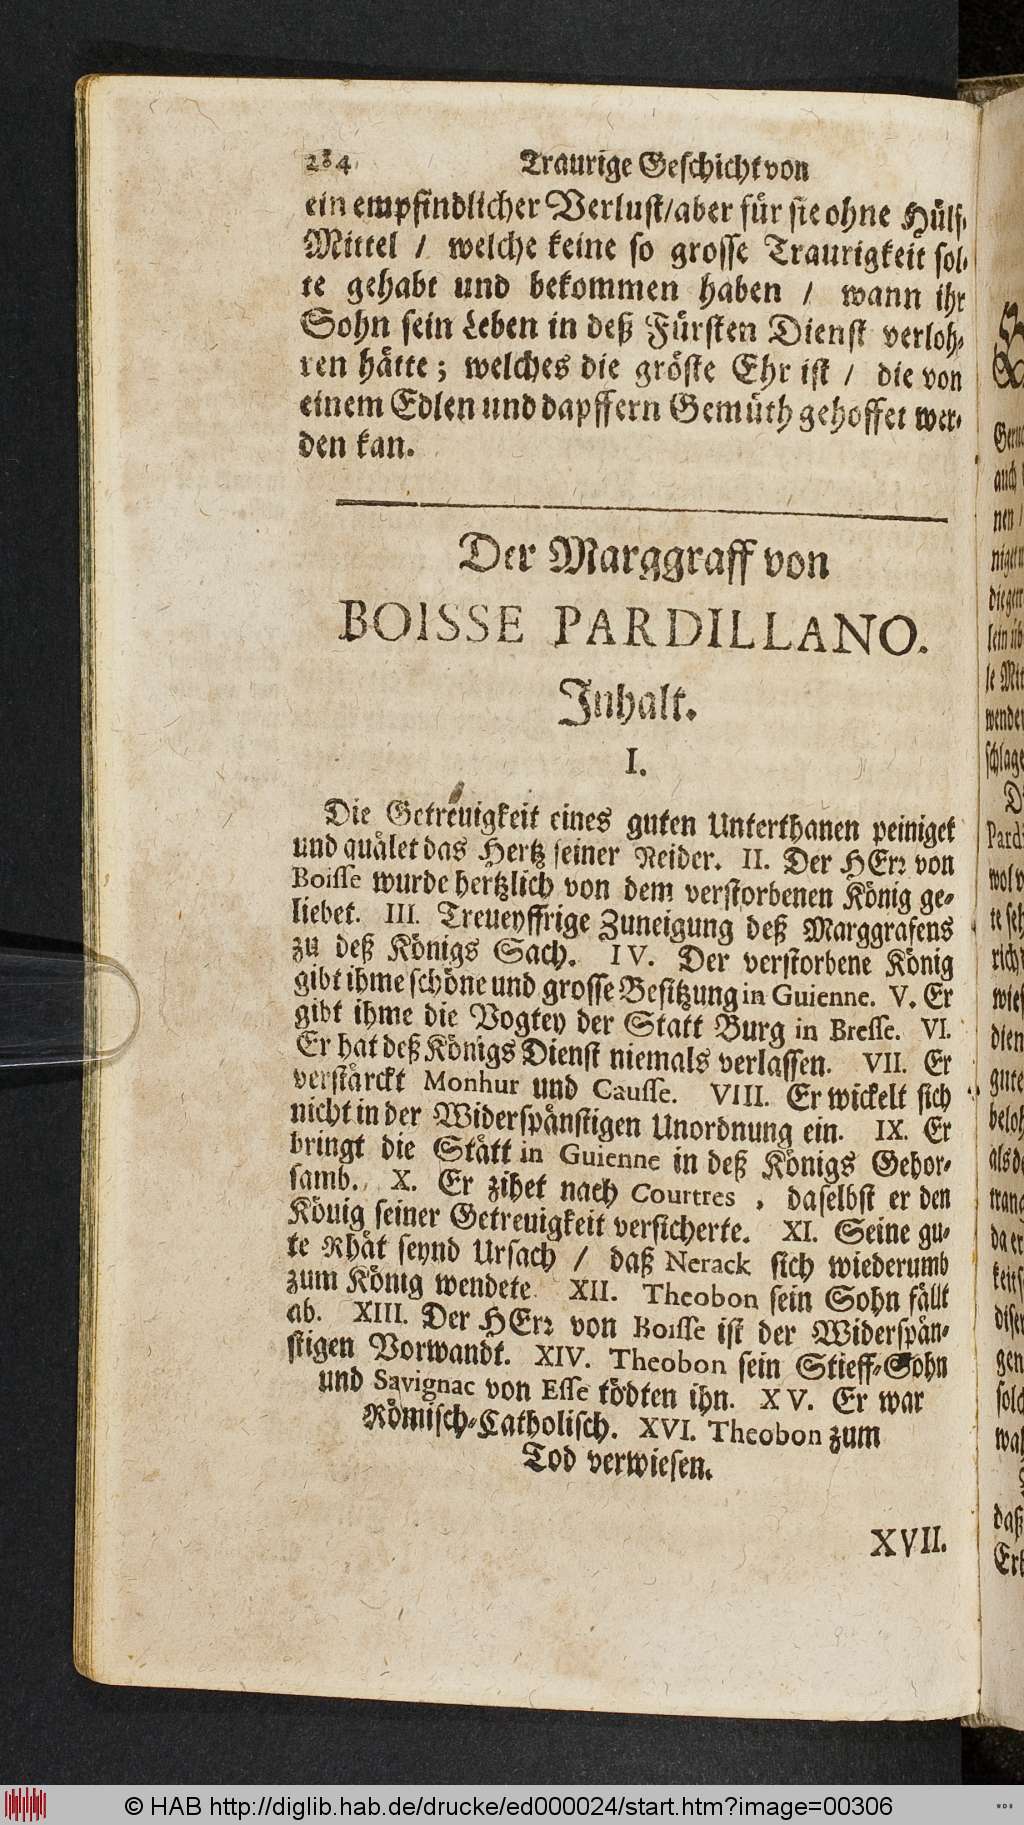 284 Traurige Geschicht von
ein empfindlicher Verlust/aber für sie ohne Hülf-
Mittel / welche keine so grosse Traurigkeit sol-
te gehabt und bekommen haben / wann ihr
Sohn sein Leben in deß Fürsten Dienst verloh-
ren hätte; welches die gröste Ehr ist / die von
einem Edlen und dapffern Gemüth gehoffet wer-
den kan.
Der Marggraff von
BOISSE PARDILLANO.
Inhalt.
I.
Die Getreuigkeit eines guten Unterthanen peiniget
und quälet das Hertz seiner Neider. II. Der HErr von
Boisse wurde hertzlich von dem verstorbenen König ge-
liebet. III. Treueyffrige Zuneigung deß Marggrafens
zu deß Königs Sach. IV. Der verstorbene König
gibt ihme schöne und grosse Besitzung in Guienne. V. Er
gibt ihme die Vogtey der Statt Burg in Bresse. VI.
Er hat deß Königs Dienst niemals verlassen. VII. Er
verstärckt Monhur und Causse. VIII. Er wickelt sich
nicht in der Widerspänstigen Unordnung ein. IX. Er
bringt die Stätt in Guienne in deß Königs Gehor-
samb. X. Er zihet nach Courtres, daselbst er den
König seiner Getreuigkeit versicherte. XI. Seine gu-
te Rhät seynd Ursach / daß Nerack sich wiederumb
zum König wendete. XII. Theobon sein Sohn fällt
ab. XIII. Der HErr von Boisse ist der Widerspän-
stigen Vorwandt. XIV. Theobon sein Stieff-Sohn
und Savignac von Esse tödten ihn. XV. Er war
Römisch-Catholisch. XVI. Theobon zum
Tod verwiesen.
XVII.
© HAB http://diglib.hab.de/drucke/ed000024/start.htm?image=00306